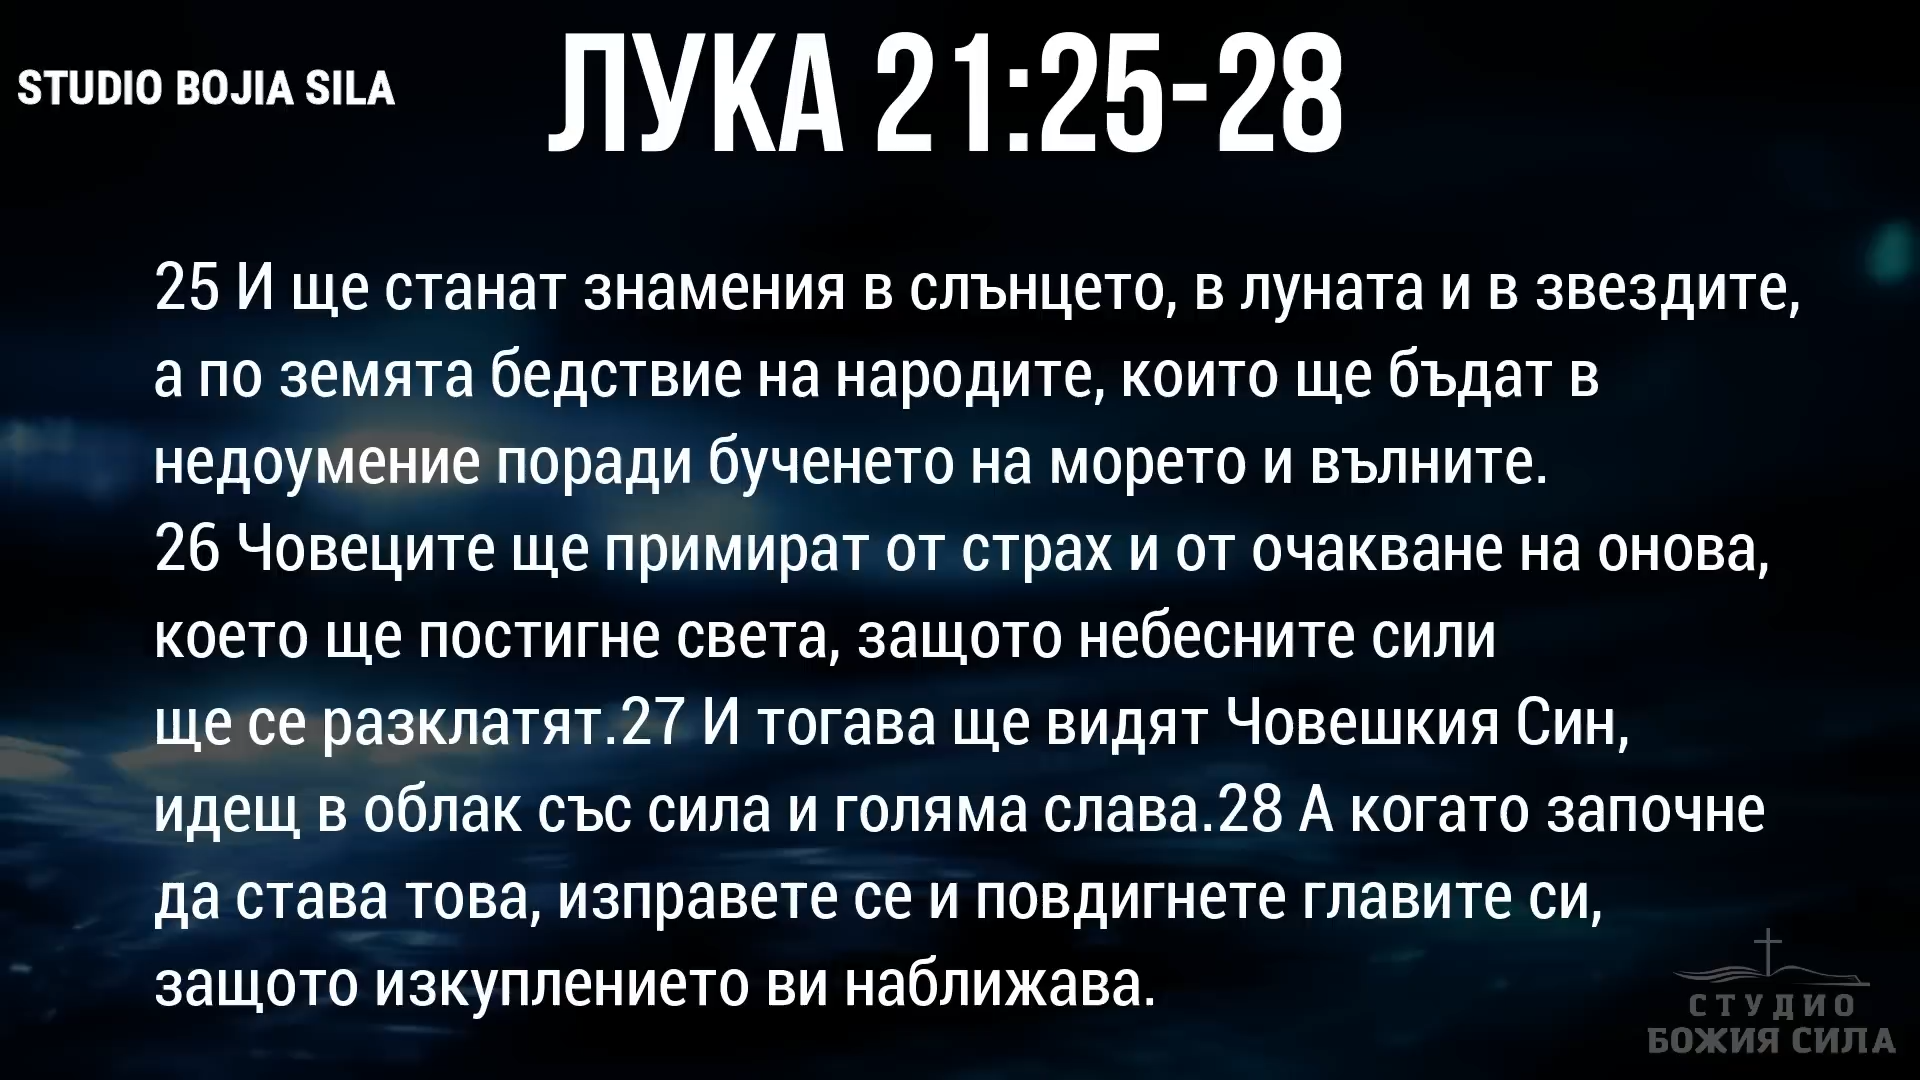 STUDIO BOJIA SILA
ЛУКА 21:25-28
25 И ще станат знамения в слънцето, в луната и в звездите,
а по земята бедствие на народите, които ще бъдат в
недоумение поради бученето на морето и вълните.
26 Човеците ще примират от страх и от очакване на онова,
което ще постигне света, защото небесните сили
ще се разклатят.27 И тогава ще видят Човешкия Син,
идещ в облак със сила и голяма слава.28 А когато започне
да става това, изправете се и повдигнете главите си,
защото изкуплението ви наближава.
СТУДИО
БОЖИЯ СИЛА